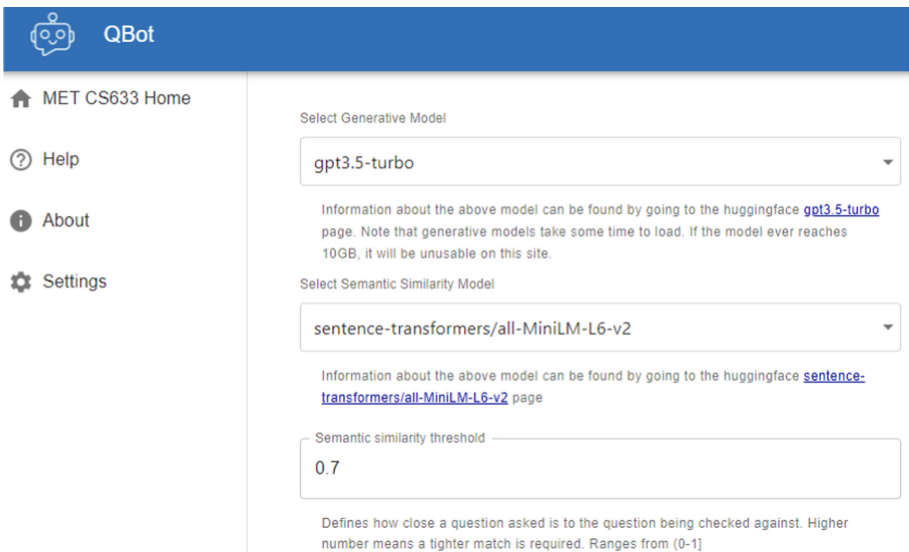 QBot
MET CS633 Home
Help
About
Settings
Select Generative Model
gpt3.5-turbo
Information about the above model can be found by going to the huggingface gpt3.5-turbo
page. Note that generative models take some time to load. If the model ever reaches
10GB, it will be unusable on this site.
Select Semantic Similarity Model
sentence-transformers/all-MiniLM-L6-v2
Information about the above model can be found by going to the huggingface sentence-
transformers/all-MiniLM-L6-v2 page
Semantic similarity threshold
0.7
Defines how close a question asked is to the question being checked against. Higher
number means a tighter match is required. Ranges from (0-1]